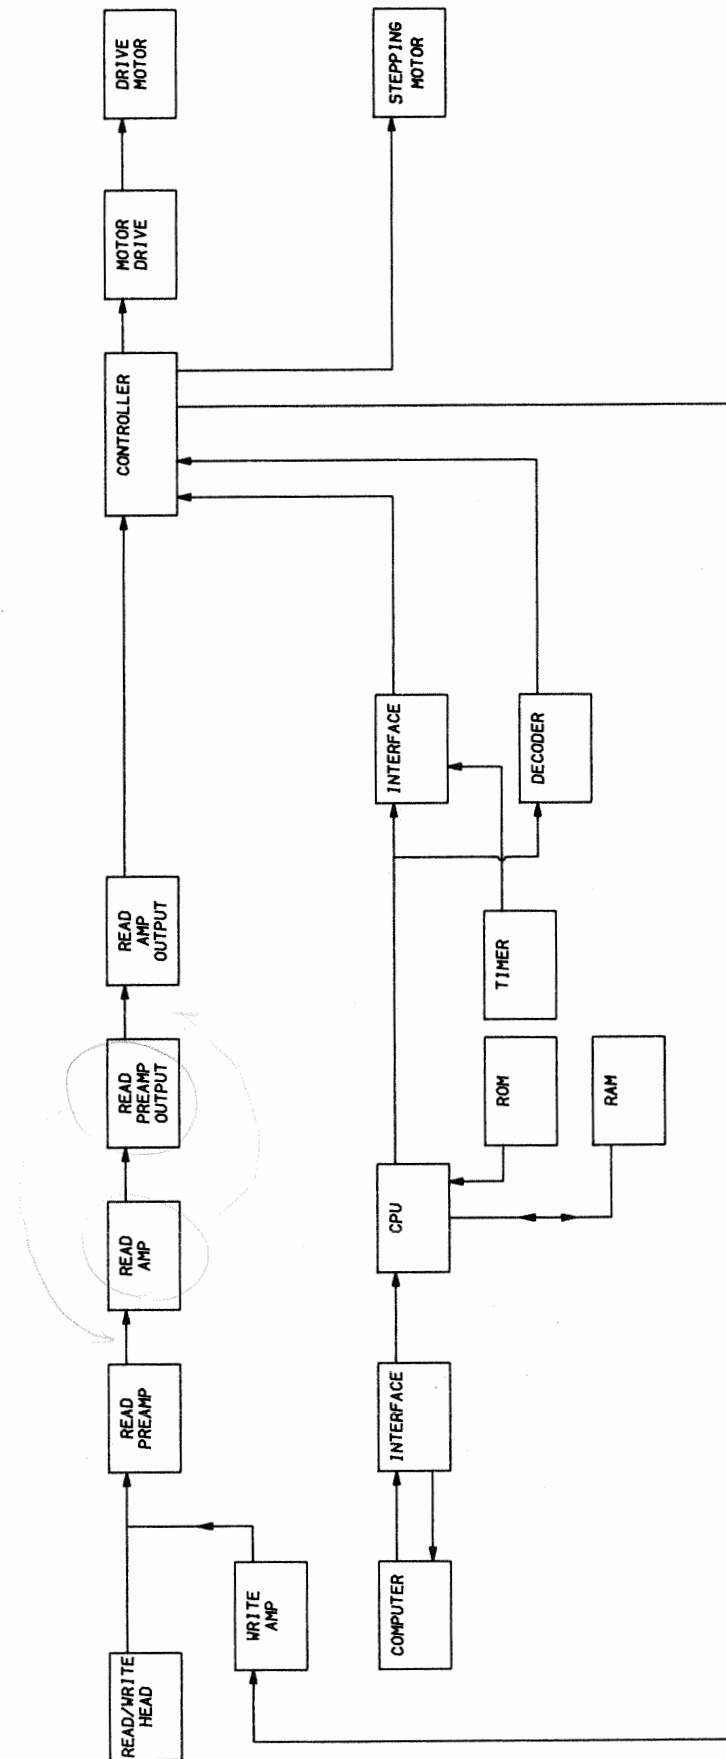 READ/WRITE
HEAD
READ
PREAMP
READ
AMP
READ
PREAMP
OUTPUT
READ
AMP
OUTPUT
CONTROLLER
MOTOR
DRIVE
DRIVE
MOTOR
WRITE
AMP
COMPUTER
INTERFACE
CPU
INTERFACE
STEPPING
MOTOR
ROM
TIMER
DECODER
RAM